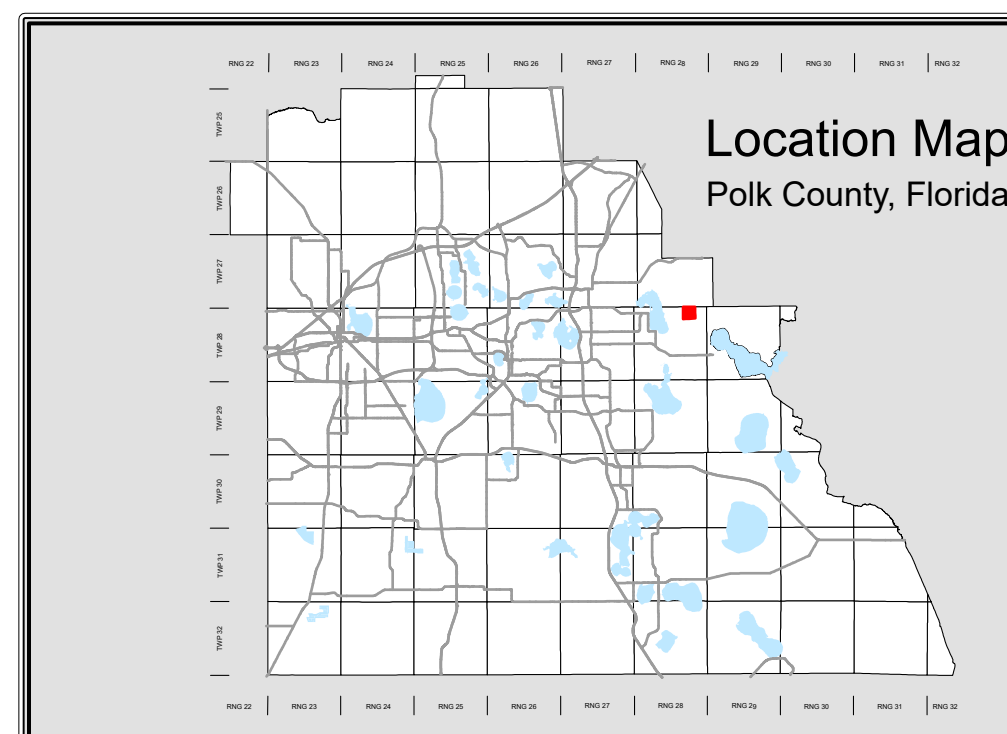 RNG 22 RNG 23 RNG 24 RNG 25 RNG 26 RNG 27 RNG 28 RNG 29 RNG 30 RNG 31 RNG 32
TWP 25
Location Map
Polk County, Florida
TWP 26
TWP 27
TWP 28
TWP 29
TWP 30
TWP 31
TWP 32
RNG 22 RNG 23 RNG 24 RNG 25 RNG 26 RNG 27 RNG 28 RNG 29 RNG 30 RNG 31 RNG 32